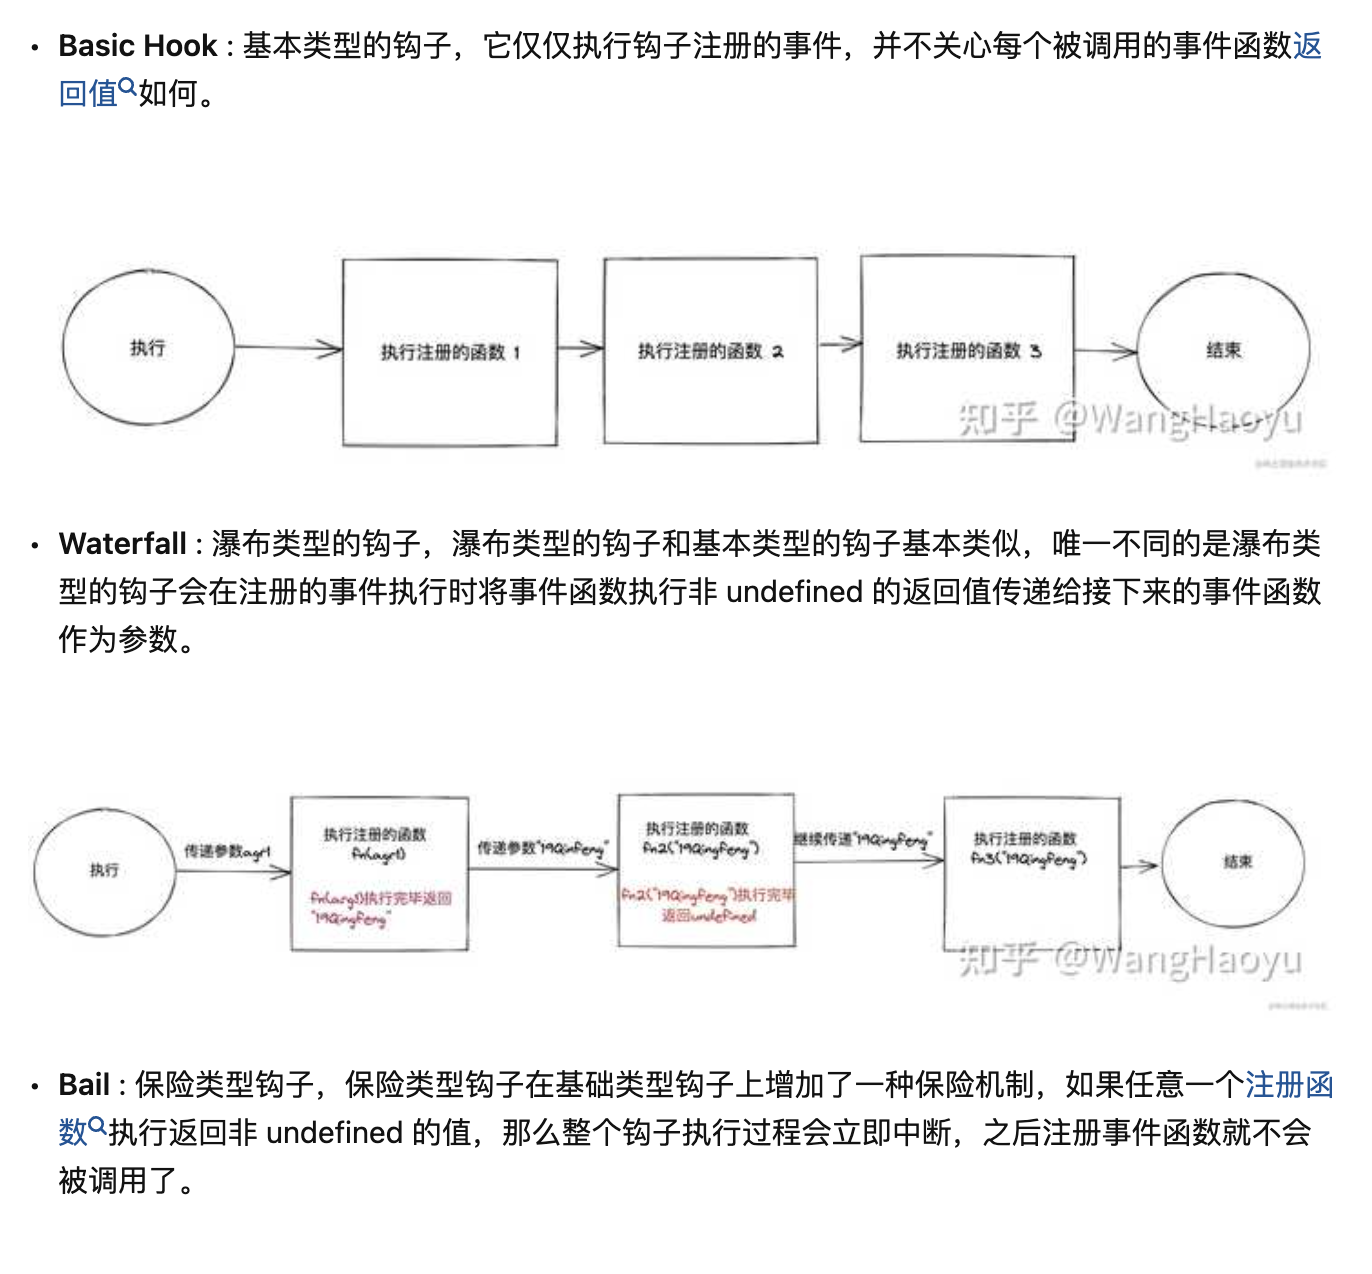 • Basic Hook : 基本类型的钩子，它仅仅执行钩子注册的事件，并不关心每个被调用的事件函数返
回值如何。
执行
执行注册的函数 1
执行注册的函数 2
执行注册的函数 3
结束
知乎 @WangHaoyu
• Waterfall : 瀑布类型的钩子，瀑布类型的钩子和基本类型的钩子基本类似，唯一不同的是瀑布类
型的钩子会在注册的事件执行时将事件函数执行非 undefined 的返回值传递给接下来的事件函数
作为参数。
执行
传递参数agr1
执行注册的函数
fn(agr1)
fn(arg1)执行完毕返回
"19Qingfeng"
传递参数"19Qinfeng"
执行注册的函数
fn2("19Qingfeng")
fn2("19Qingfeng")执行完毕
返回undefined
继续传递"19Qingfeng"
执行注册的函数
fn3("19Qingfeng")
结束
知乎 @WangHaoyu
• Bail : 保险类型钩子，保险类型钩子在基础类型钩子上增加了一种保险机制，如果任意一个注册函
数执行返回非 undefined 的值，那么整个钩子执行过程会立即中断，之后注册事件函数就不会
被调用了。